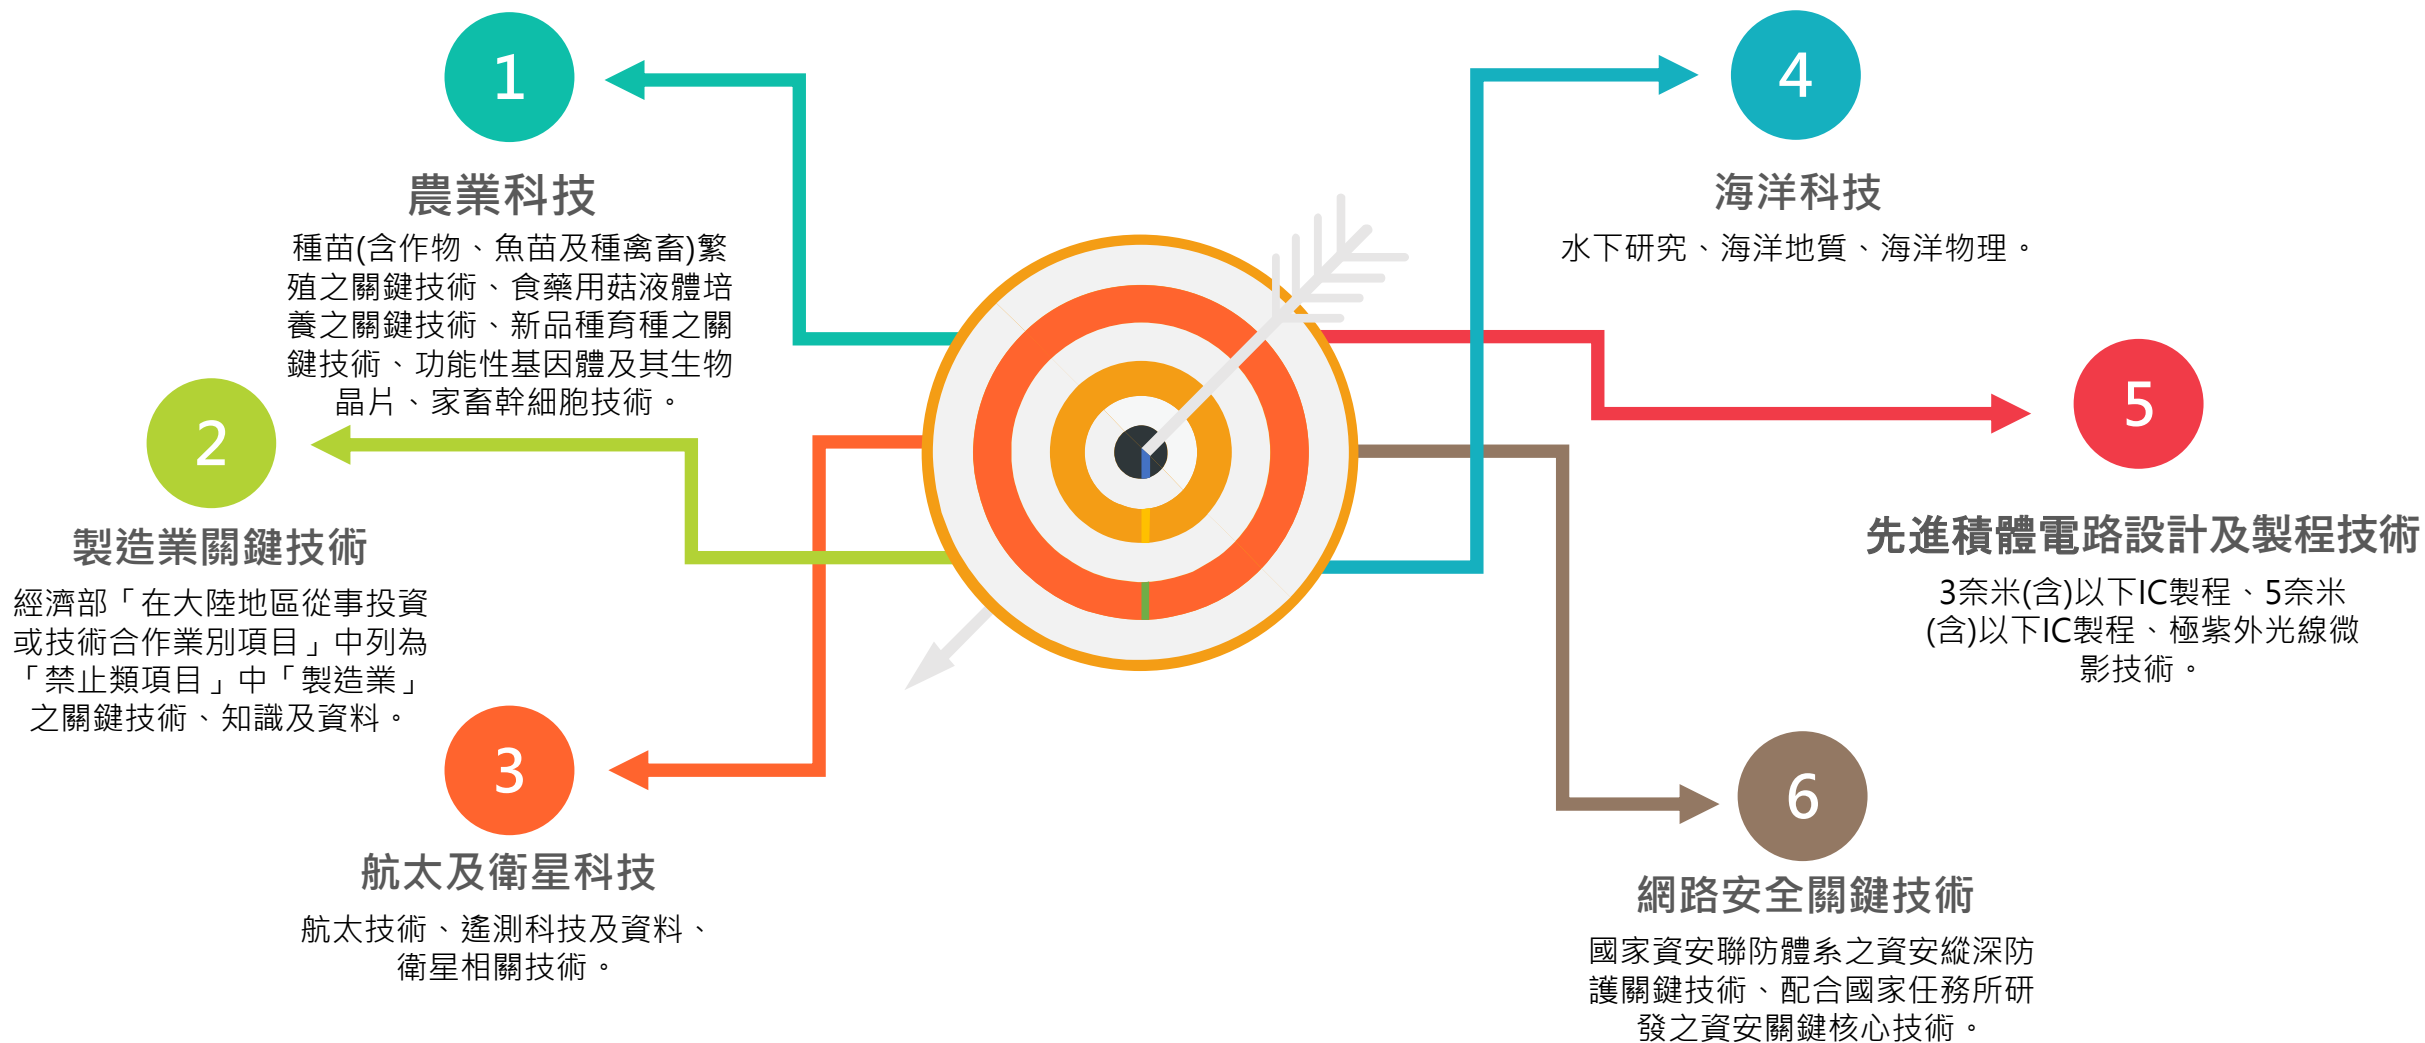 1
農業科技
種苗(含作物、魚苗及種禽畜)繁
殖之關鍵技術、食藥用菇液體培
養之關鍵技術、新品種育種之關
鍵技術、功能性基因體及其生物
晶片、家畜幹細胞技術。
2
製造業關鍵技術
經濟部「在大陸地區從事投資
或技術合作業別項目」中列為
「禁止類項目」中「製造業」
之關鍵技術、知識及資料。
3
航太及衛星科技
航太技術、遙測科技及資料、
衛星相關技術。
4
海洋科技
水下研究、海洋地質、海洋物理。
5
先進積體電路設計及製程技術
3奈米(含)以下IC製程、5奈米
(含)以下IC製程、極紫外光線微
影技術。
6
網路安全關鍵技術
國家資安聯防體系之資安縱深防
護關鍵技術、配合國家任務所研
發之資安關鍵核心技術。